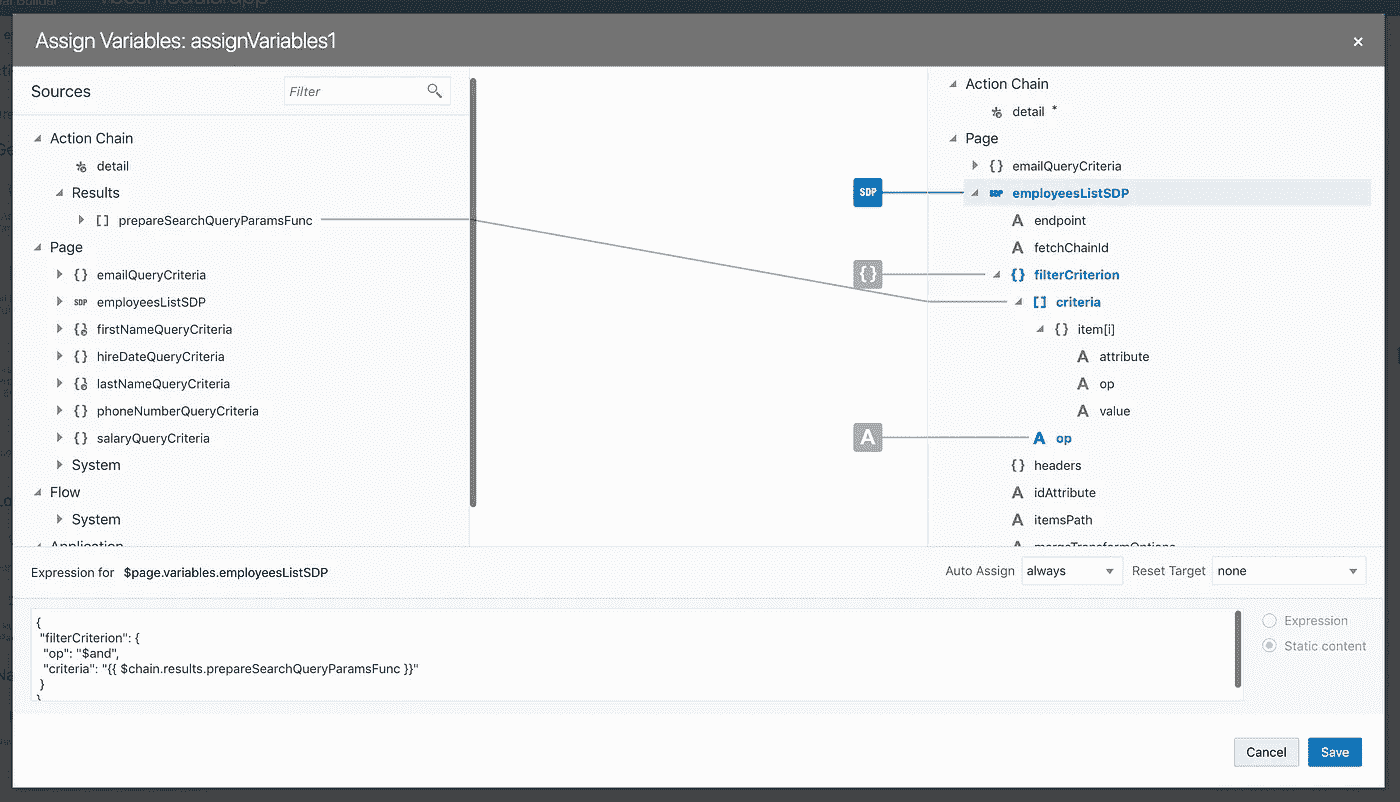 Assign Variables: assignVariables1
×
Sources
Filter
Action Chain
detail
Results
[ ] prepareSearchQueryParamsFunc
Page
{} emailQueryCriteria
SDP employeesListSDP
firstNameQueryCriteria
{} hireDateQueryCriteria
lastNameQueryCriteria
{} phoneNumberQueryCriteria
{} salaryQueryCriteria
System
Flow
System
Application
SDP
{}
A
Action Chain
detail *
Page
{} emailQueryCriteria
SDP employeesListSDP
A endpoint
A fetchChainId
{} filterCriterion
[ ] criteria
{} item[i]
A attribute
A op
A value
A op
{} headers
A idAttribute
A itemsPath
A mergeTransformOptions
Expression for $page.variables.employeesListSDP
Auto Assign always Reset Target none
{
"filterCriterion": {
"op": "$and",
"criteria": "{{ $chain.results.prepareSearchQueryParamsFunc }}"
}
}
Expression
Static content
Cancel Save